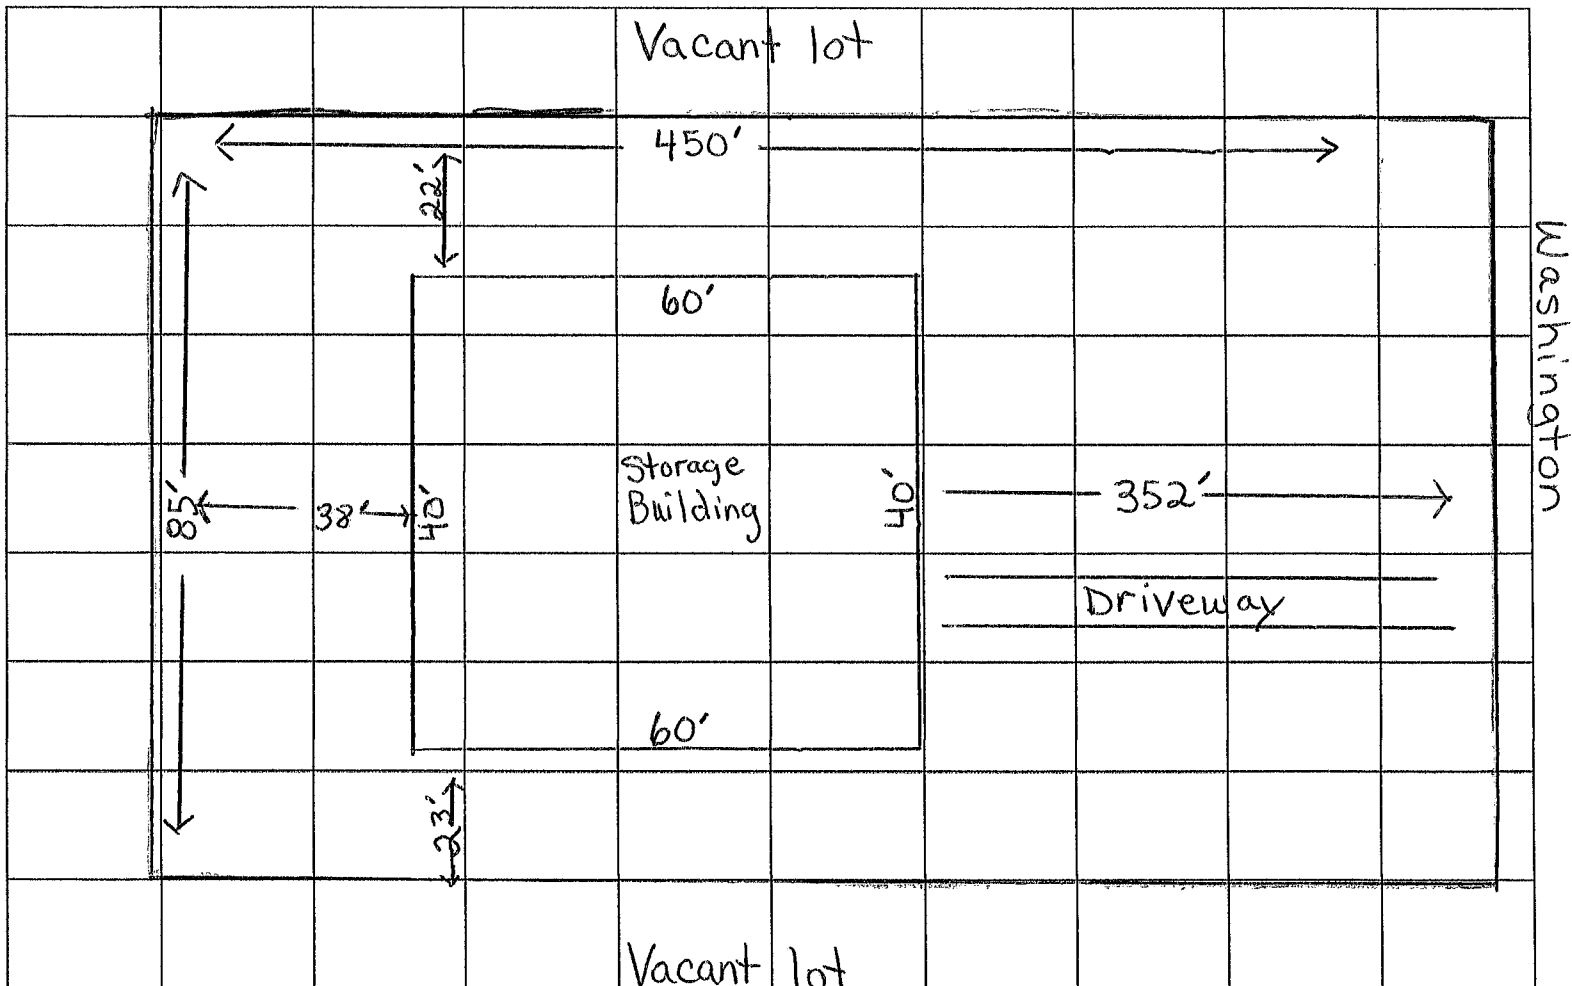 Vacant lot
450'
22'
60'
Washington
Storage
Building
85'
38'
40'
40'
352'
Driveway
60'
23'
Vacant lot